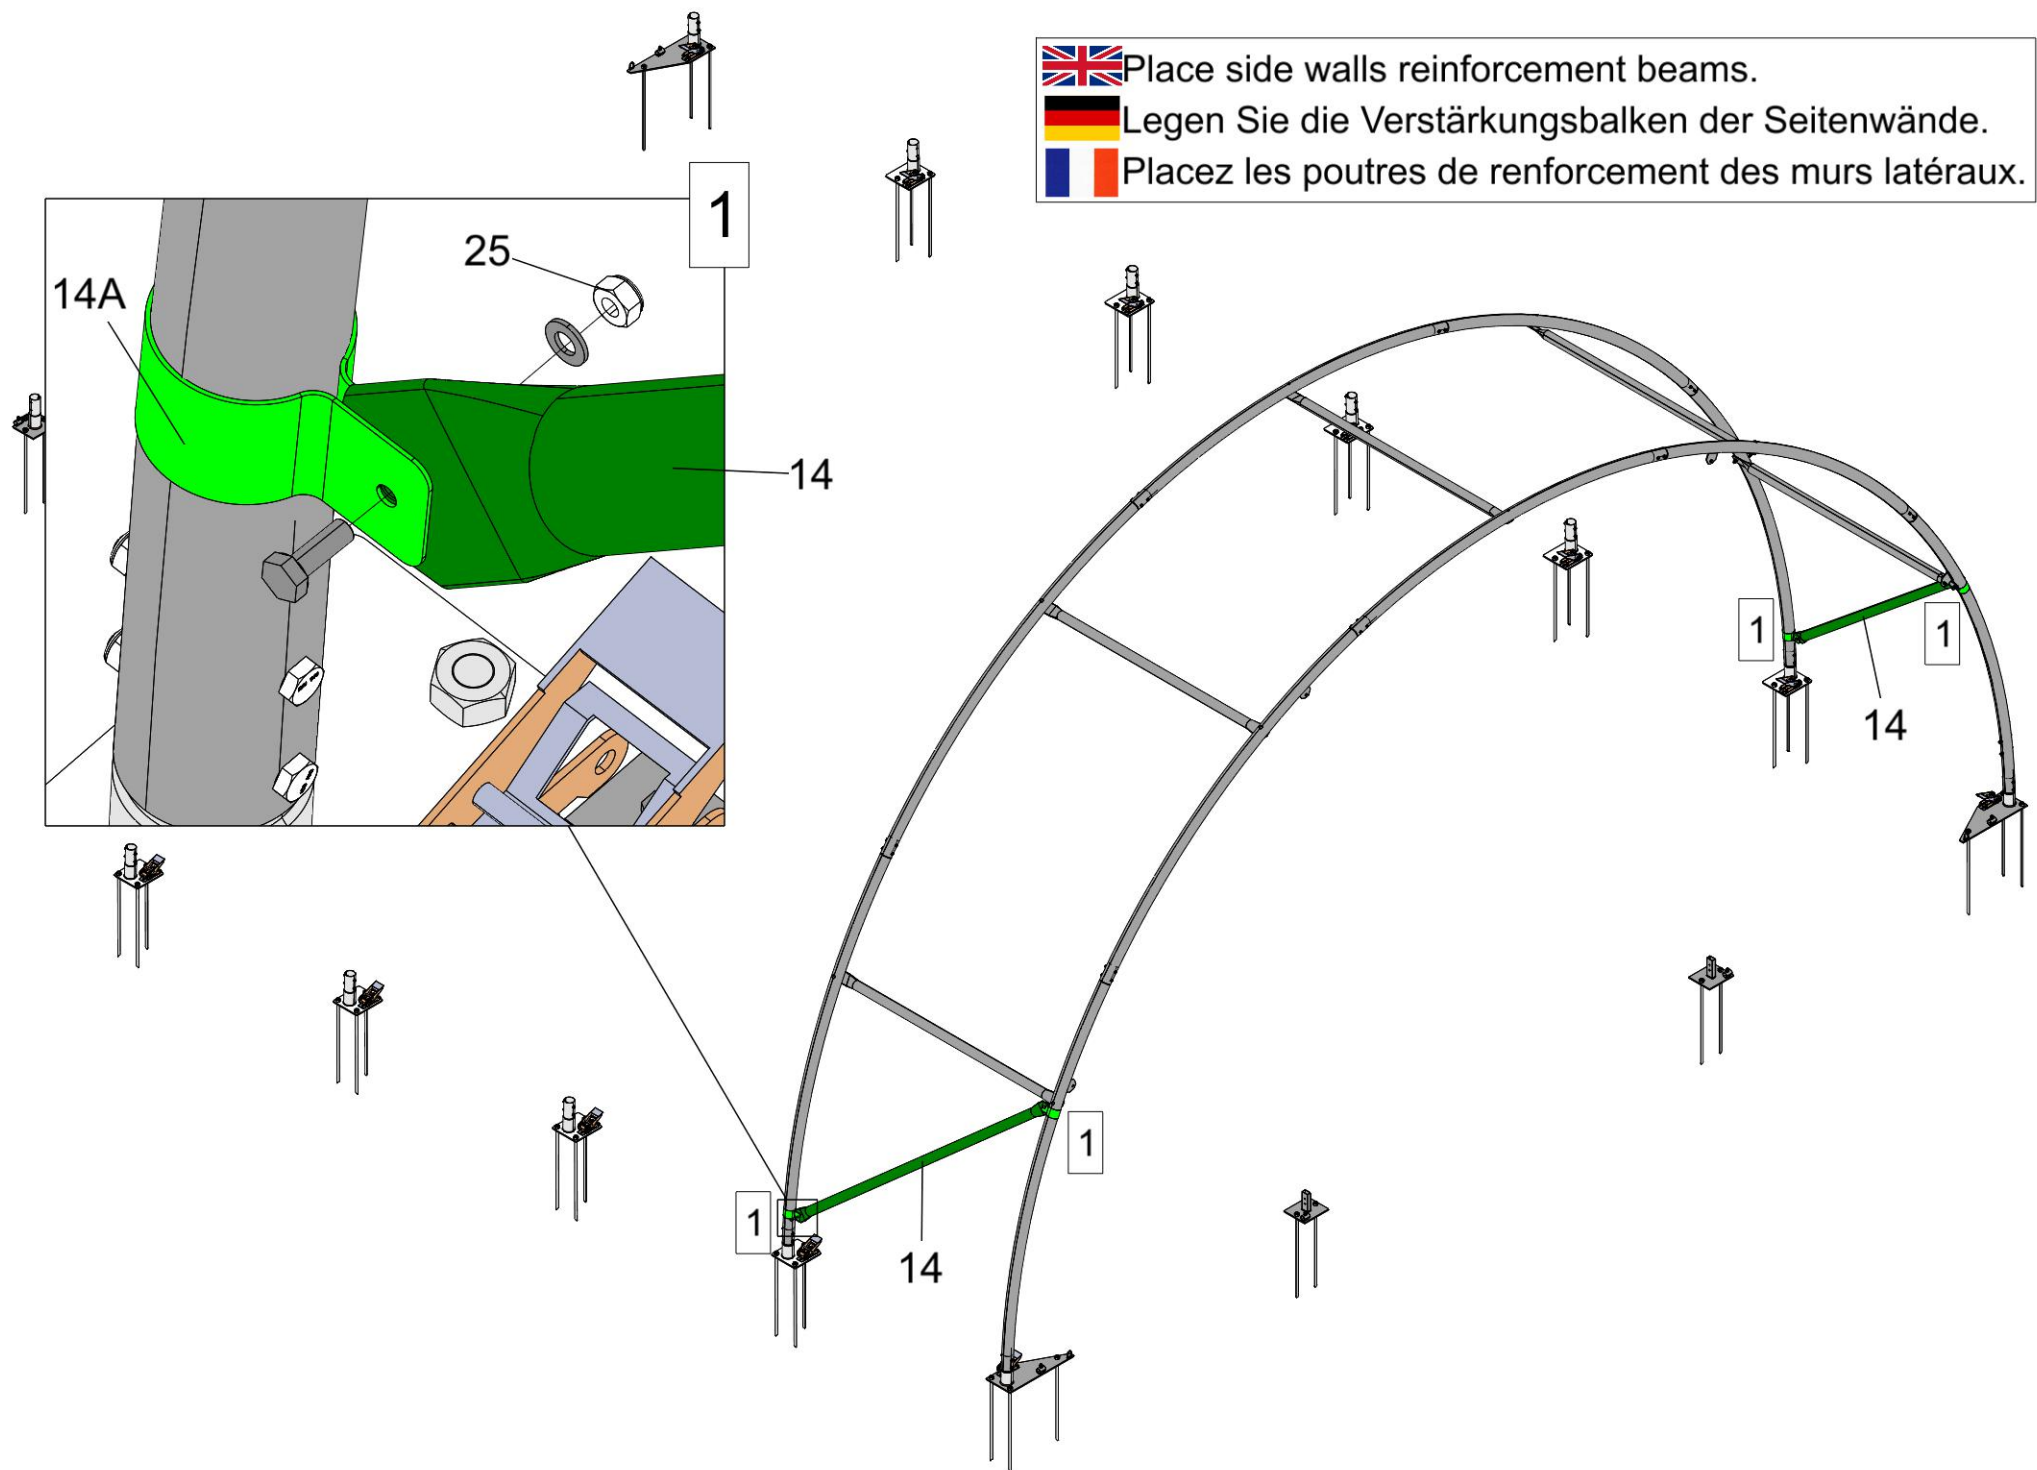 Place side walls reinforcement beams.
Legen Sie die Verstärkungsbalken der Seitenwände.
Placez les poutres de renforcement des murs latéraux.
1
25
14A
14
1
1
14
1
1
14